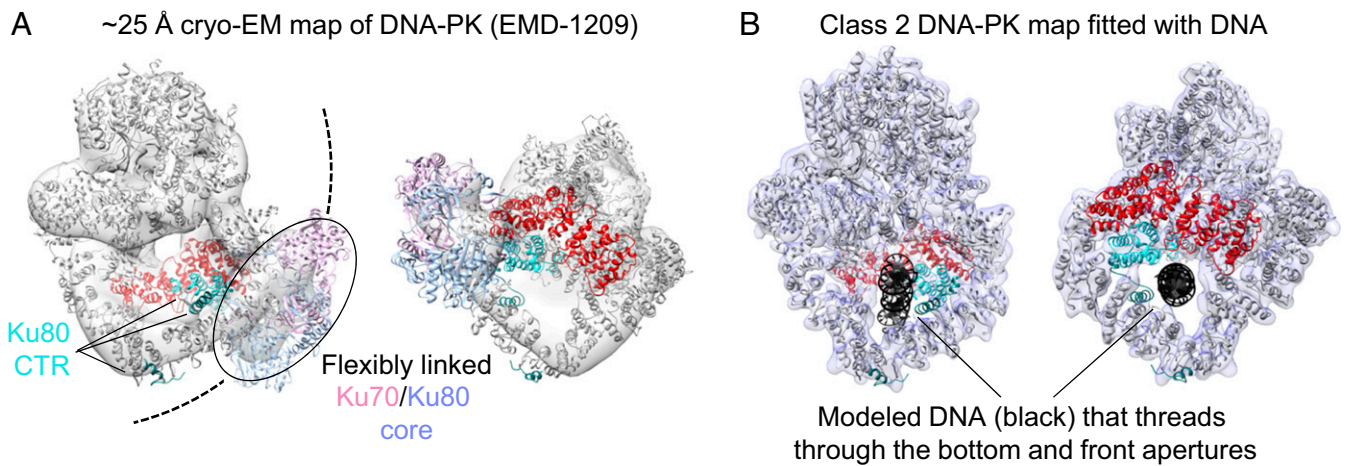 A
~25 Å cryo-EM map of DNA-PK (EMD-1209)
Ku80
CTR
Flexibly linked
Ku70/Ku80
core
B
Class 2 DNA-PK map fitted with DNA
Modeled DNA (black) that threads
through the bottom and front apertures